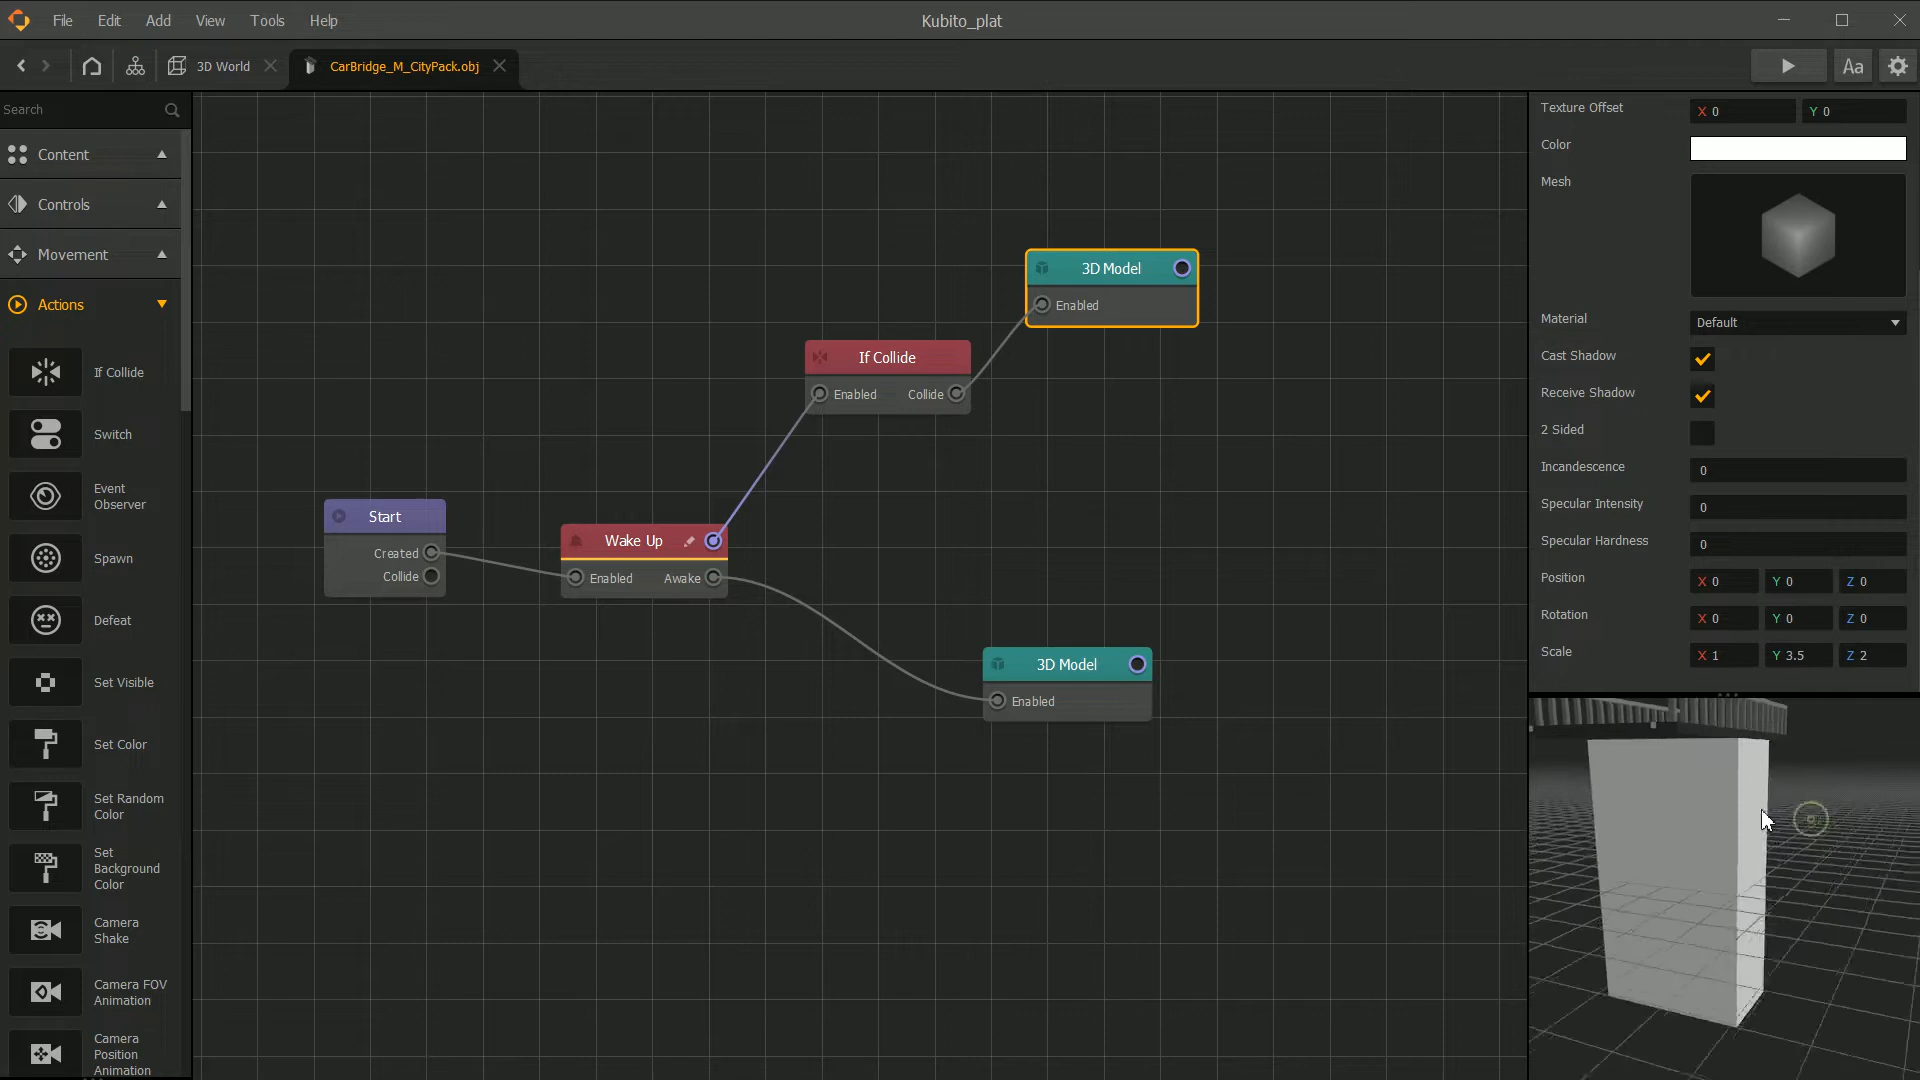 File Edit Add View Tools Help
Kubito_plat
3D World
CarBridge_M_CityPack.obj
Aa
Search
Content
Controls
Movement
Actions
If Collide
Switch
Event
Observer
Spawn
Defeat
Set Visible
Set Color
Set Random
Color
Set
Background
Color
Camera
Shake
Camera FOV
Animation
Camera
Position
Animation
3D Model
Enabled
If Collide
Enabled Collide
Start
Created
Collide
Wake Up
Enabled Awake
3D Model
Enabled
Texture Offset X 0 Y 0
Color
Mesh
Material Default
Cast Shadow
Receive Shadow
2 Sided
Incandescence 0
Specular Intensity 0
Specular Hardness 0
Position X 0 Y 0 Z 0
Rotation X 0 Y 0 Z 0
Scale X 1 Y 3.5 Z 2